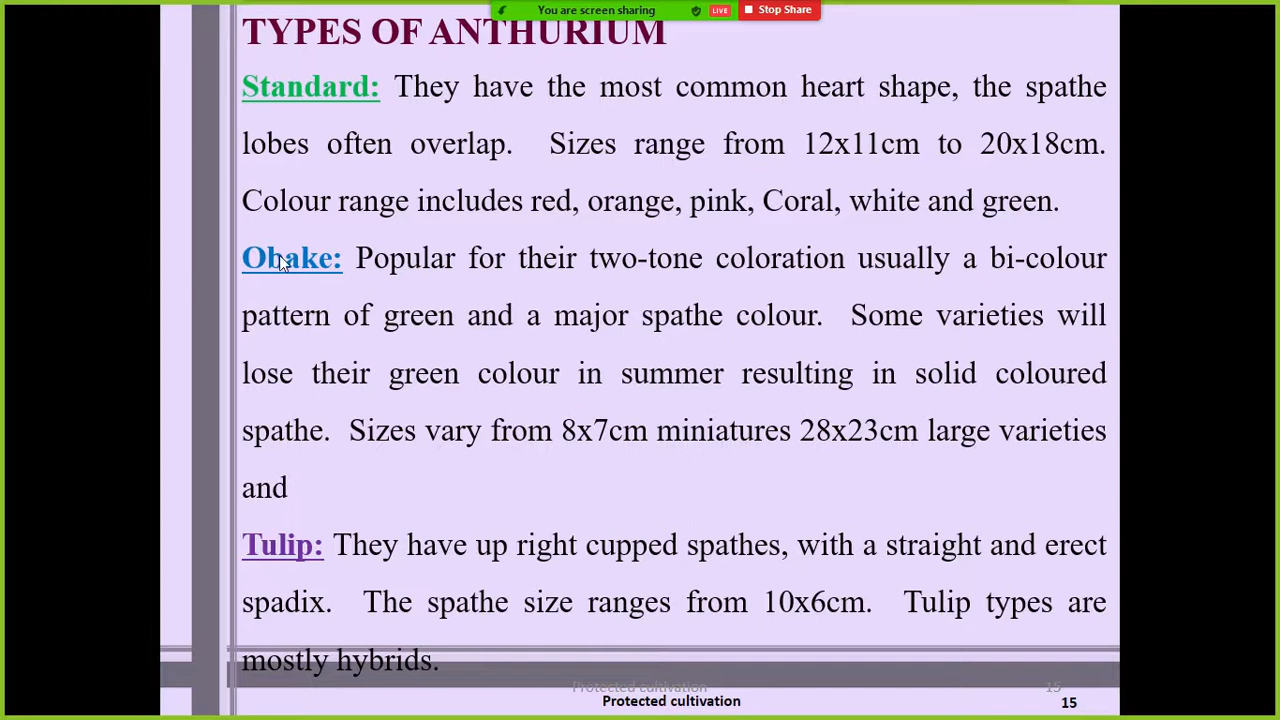 You are screen sharing LIVE Stop Share
TYPES OF ANTHURIUM
Standard: They have the most common heart shape, the spathe
lobes often overlap. Sizes range from 12x11cm to 20x18cm.
Colour range includes red, orange, pink, Coral, white and green.
Obake: Popular for their two-tone coloration usually a bi-colour
pattern of green and a major spathe colour. Some varieties will
lose their green colour in summer resulting in solid coloured
spathe. Sizes vary from 8x7cm miniatures 28x23cm large varieties
and
Tulip: They have up right cupped spathes, with a straight and erect
spadix. The spathe size ranges from 10x6cm. Tulip types are
mostly hybrids.
Protected cultivation 15
Protected cultivation 15